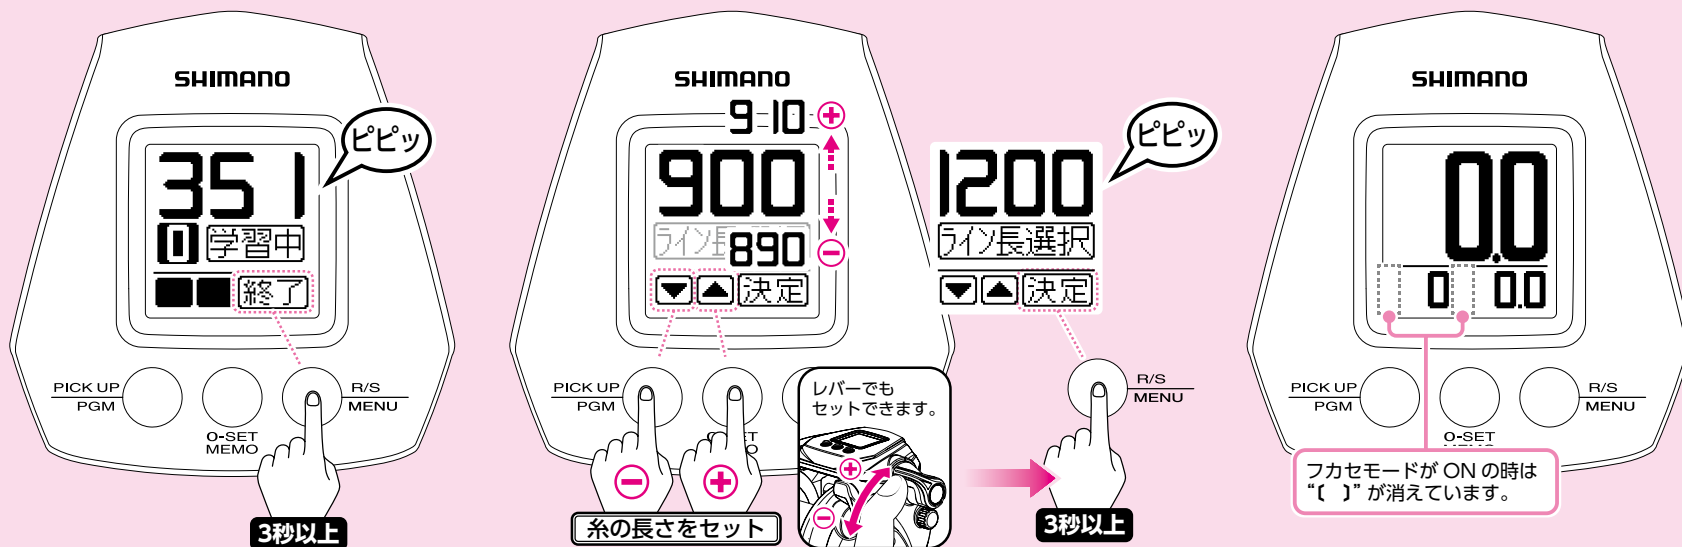 SHIMANO
351
ピピッ
0 学習中
終了
PICK UP
PGM
0-SET
MEMO
R/S
MENU
3秒以上
SHIMANO
910 +
900
890 −
▼ ▲ 決定
PICK UP
PGM
− +
糸の長さをセット
レバーでも
セットできます。
+
−
1200
ピピッ
ライン長選択
▼ ▲ 決定
R/S
MENU
3秒以上
SHIMANO
0.0
0 0.0
PICK UP
PGM
0-SET
R/S
MENU
フカセモードが ON の時は
“〔 〕” が消えています。